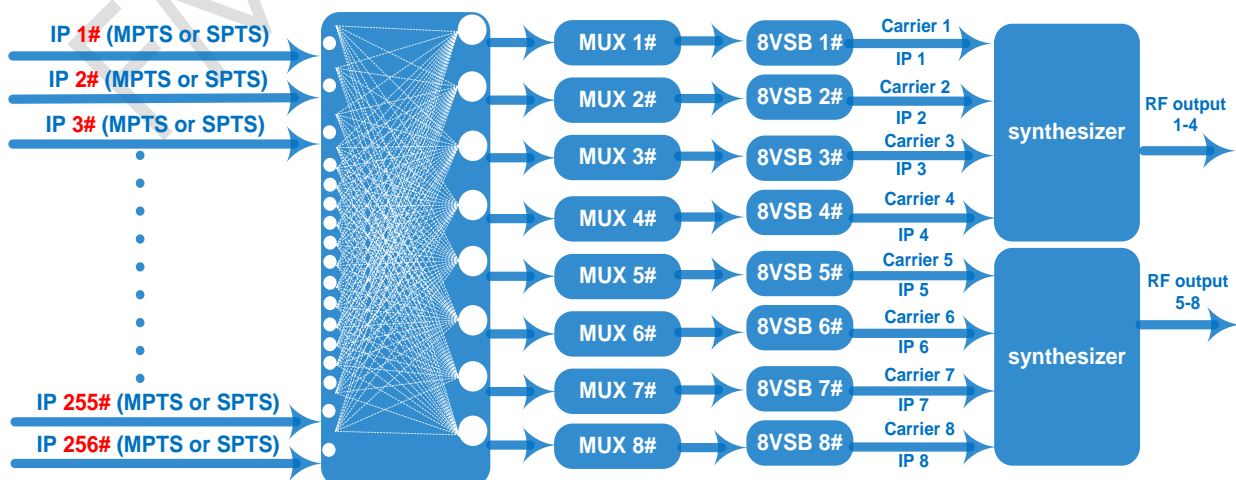 IP 1# (MPTS or SPTS)
IP 2# (MPTS or SPTS)
IP 3# (MPTS or SPTS)
IP 255# (MPTS or SPTS)
IP 256# (MPTS or SPTS)
MUX 1#
8VSB 1#
Carrier 1
IP 1
MUX 2#
8VSB 2#
Carrier 2
IP 2
MUX 3#
8VSB 3#
Carrier 3
IP 3
MUX 4#
8VSB 4#
Carrier 4
IP 4
MUX 5#
8VSB 5#
Carrier 5
IP 5
MUX 6#
8VSB 6#
Carrier 6
IP 6
MUX 7#
8VSB 7#
Carrier 7
IP 7
MUX 8#
8VSB 8#
Carrier 8
IP 8
synthesizer
RF output
1-4
synthesizer
RF output
5-8